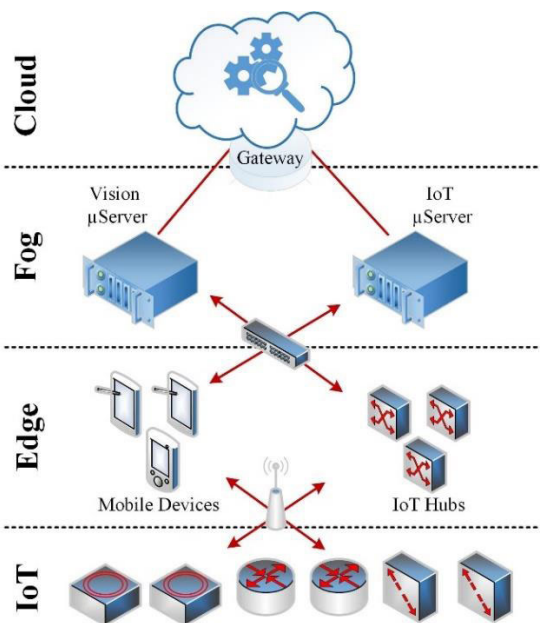 Cloud
Gateway
Fog
Vision
µServer
IoT
µServer
Edge
Mobile Devices
IoT Hubs
IoT